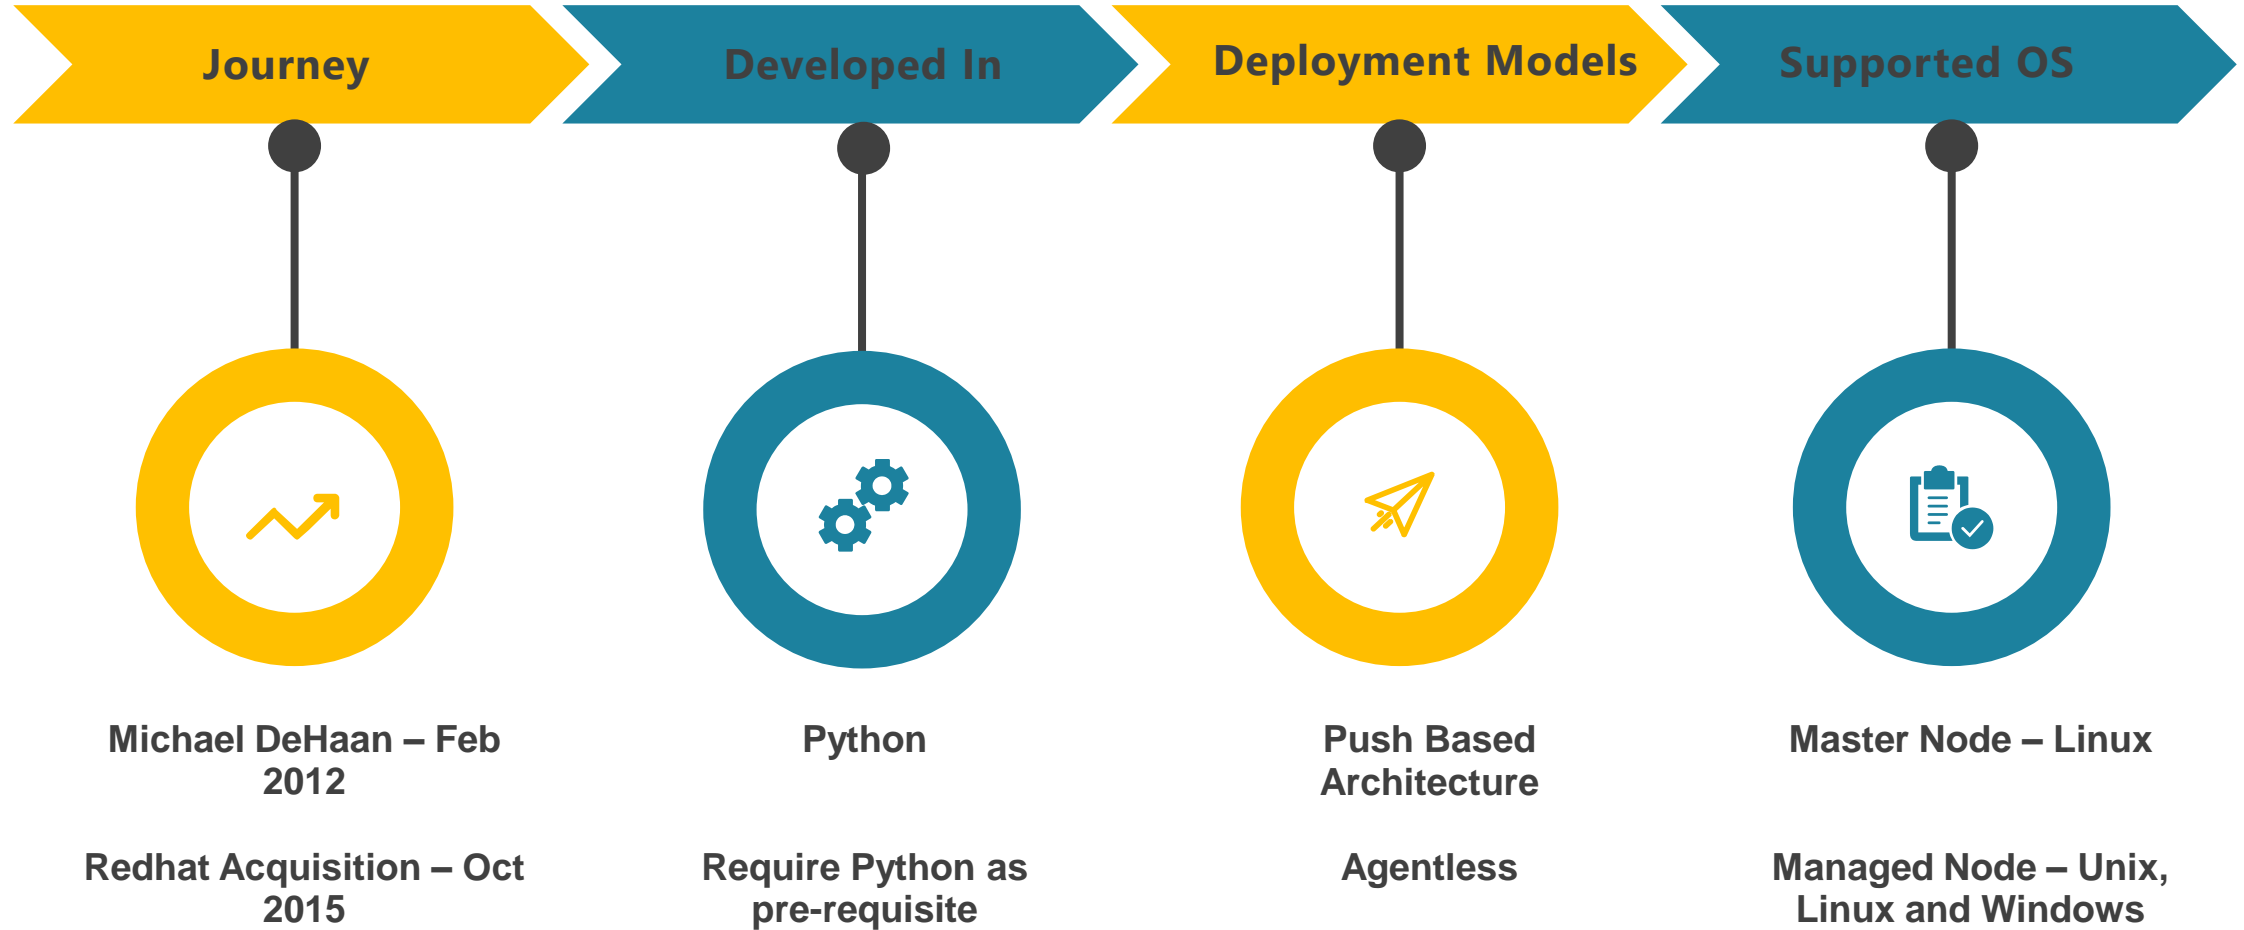 Journey
Developed In
Deployment Models
Supported OS
Michael DeHaan – Feb
2012
Redhat Acquisition – Oct
2015
Python
Require Python as
pre-requisite
Push Based
Architecture
Agentless
Master Node – Linux
Managed Node – Unix,
Linux and Windows